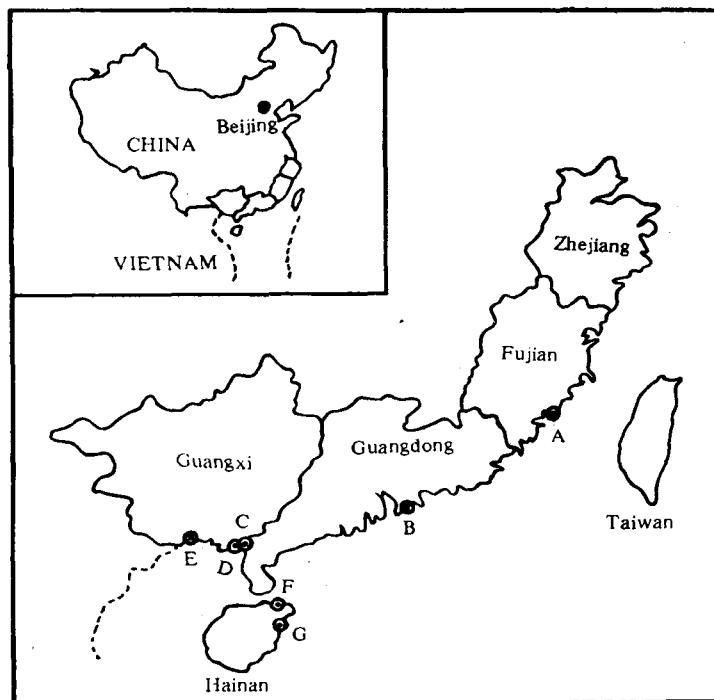 Beijing
CHINA
VIETNAM
Zhejiang
Fujian
A
Guangxi
Guangdong
B
Taiwan
C
E
D
F
G
Hainan